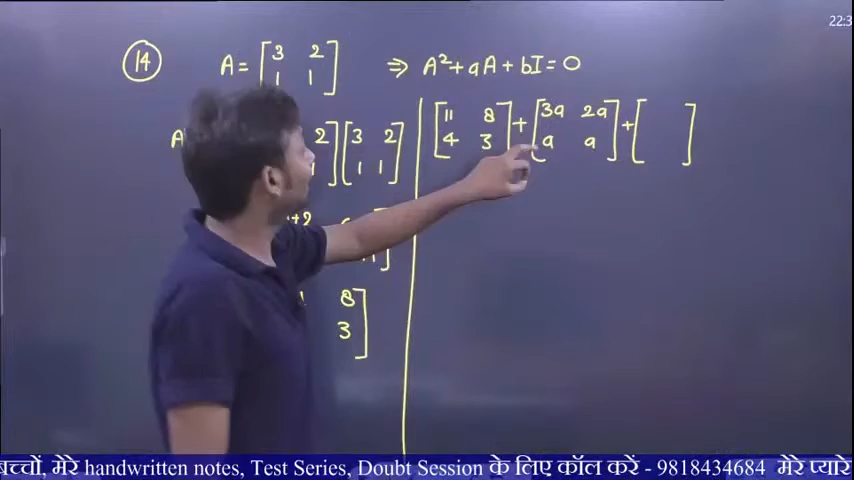 22:3
14 A = [3 2 1 1] ⇒ A² + aA + bI = 0
[11 8 4 3] + [3a 2a a a] + [ ]
A 2] [3 2 1 1]
+2
8
3]
बच्चों, मेरे handwritten notes, Test Series, Doubt Session के लिए कॉल करें - 9818434684 मेरे प्यारे